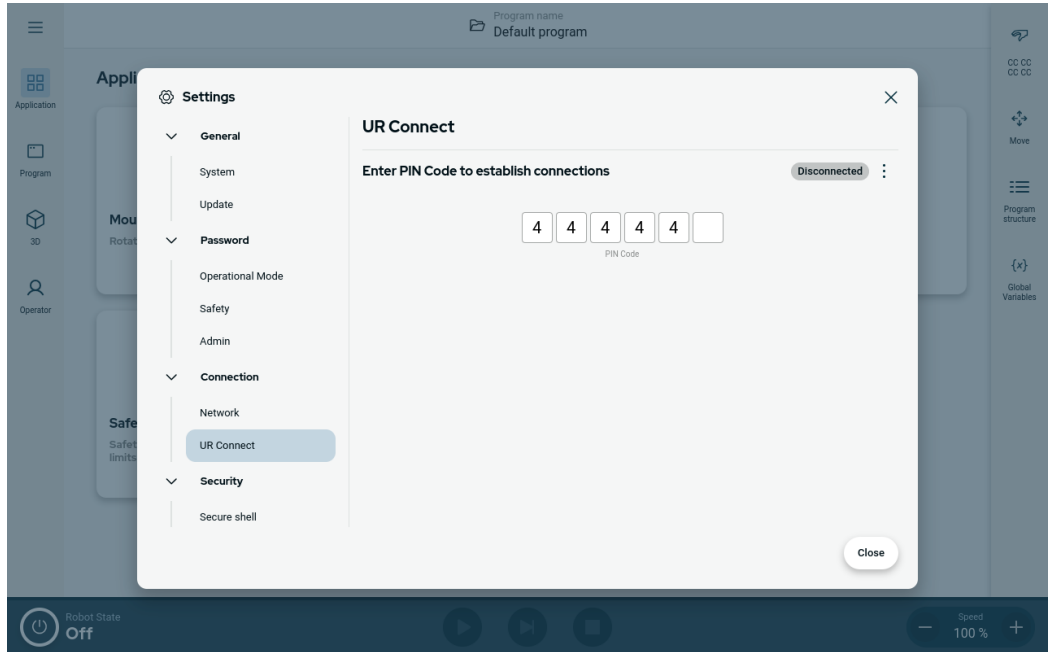 Program name
Default program
Application
Program
3D
Operator
Appli
Mou
Rotat
Safe
Safet
limits
Settings
General
System
Update
Password
Operational Mode
Safety
Admin
Connection
Network
UR Connect
Security
Secure shell
UR Connect
Enter PIN Code to establish connections
Disconnected
4 4 4 4 4
PIN Code
Close
CC CC
CC CC
Move
Program
structure
{x}
Global
Variables
Robot State
Off
Speed
100 %